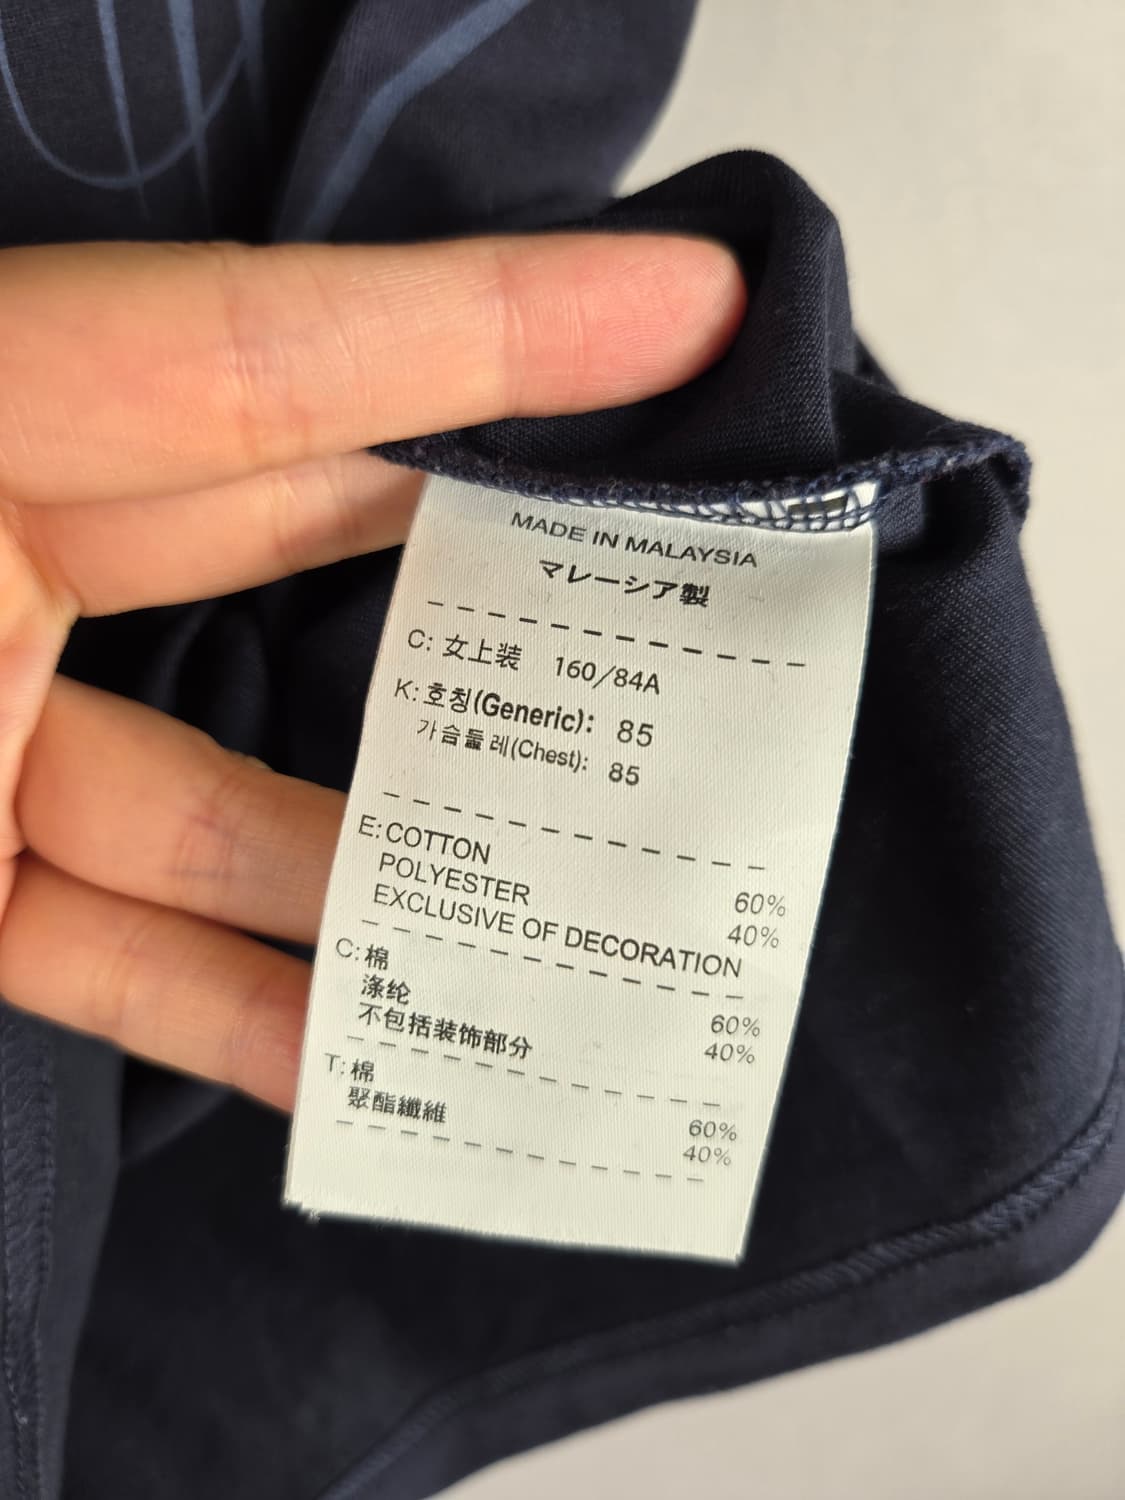 MADE IN MALAYSIA
マレーシア製
C: 女上装 160/84A
K: 호칭(Generic): 85
가슴둘레(Chest): 85
E: COTTON 60%
POLYESTER 40%
EXCLUSIVE OF DECORATION
C: 棉 60%
涤纶 40%
不包括装饰部分
T: 棉 60%
聚酯纖維 40%